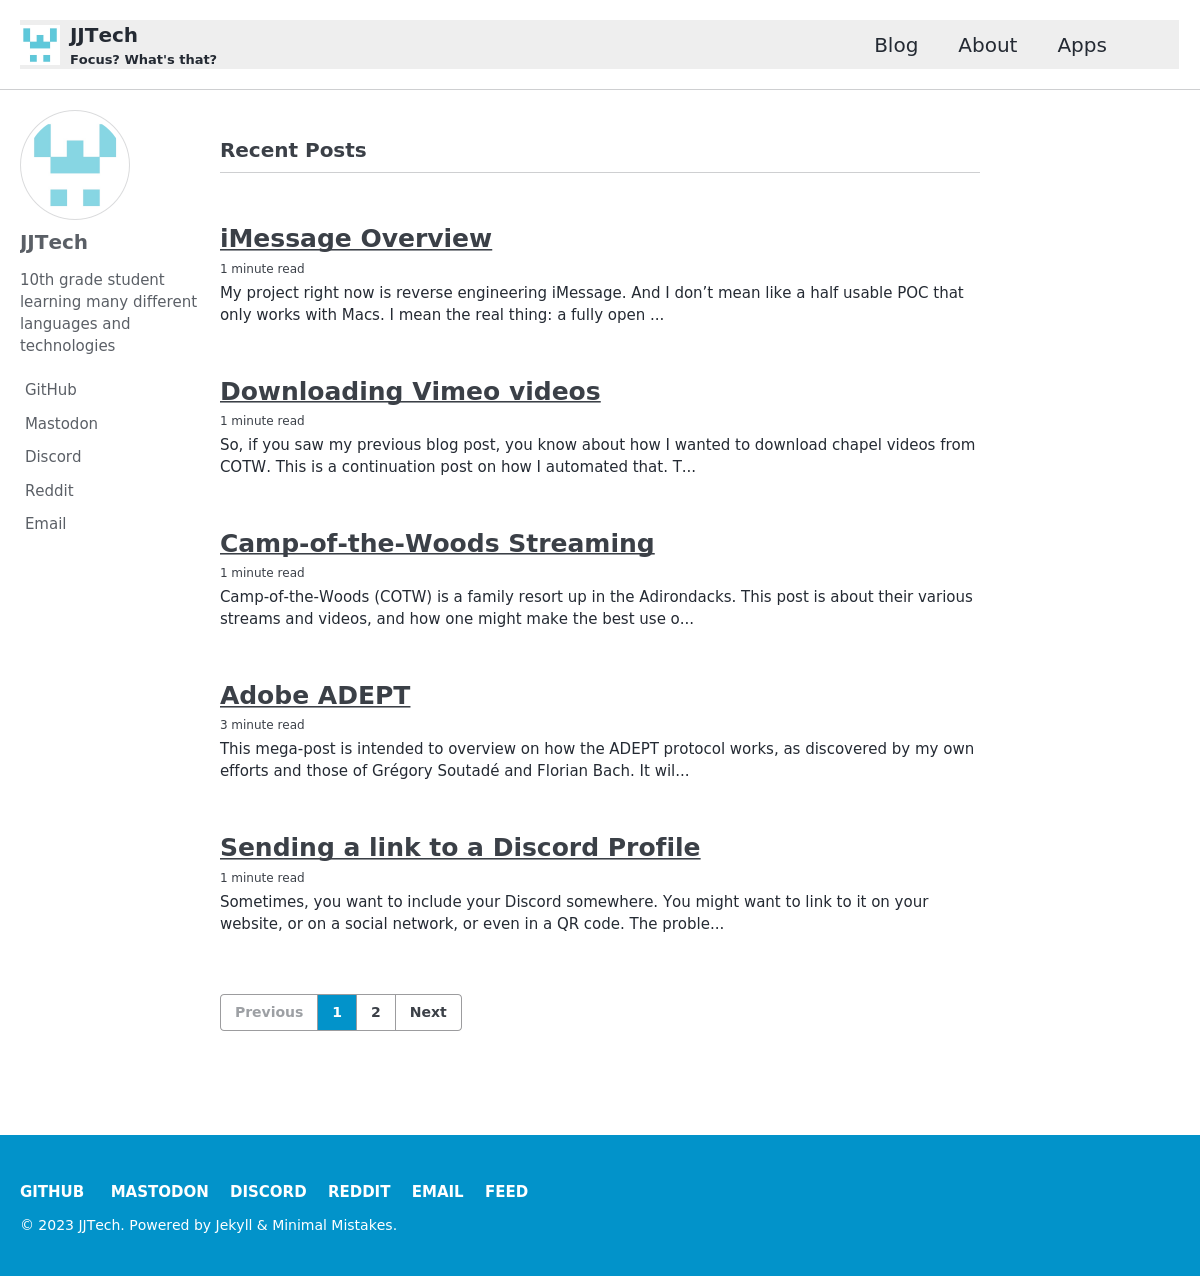 JJTech
Focus? What's that?
Blog
About
Apps
JJTech
10th grade student
learning many different
languages and
technologies
GitHub
Mastodon
Discord
Reddit
Email
Recent Posts
iMessage Overview
1 minute read
My project right now is reverse engineering iMessage. And I don’t mean like a half usable POC that
only works with Macs. I mean the real thing: a fully open ...
Downloading Vimeo videos
1 minute read
So, if you saw my previous blog post, you know about how I wanted to download chapel videos from
COTW. This is a continuation post on how I automated that. T...
Camp-of-the-Woods Streaming
1 minute read
Camp-of-the-Woods (COTW) is a family resort up in the Adirondacks. This post is about their various
streams and videos, and how one might make the best use o...
Adobe ADEPT
3 minute read
This mega-post is intended to overview on how the ADEPT protocol works, as discovered by my own
efforts and those of Grégory Soutadé and Florian Bach. It wil...
Sending a link to a Discord Profile
1 minute read
Sometimes, you want to include your Discord somewhere. You might want to link to it on your
website, or on a social network, or even in a QR code. The proble...
Previous 1 2 Next
GITHUB MASTODON DISCORD REDDIT EMAIL FEED
© 2023 JJTech. Powered by Jekyll & Minimal Mistakes.